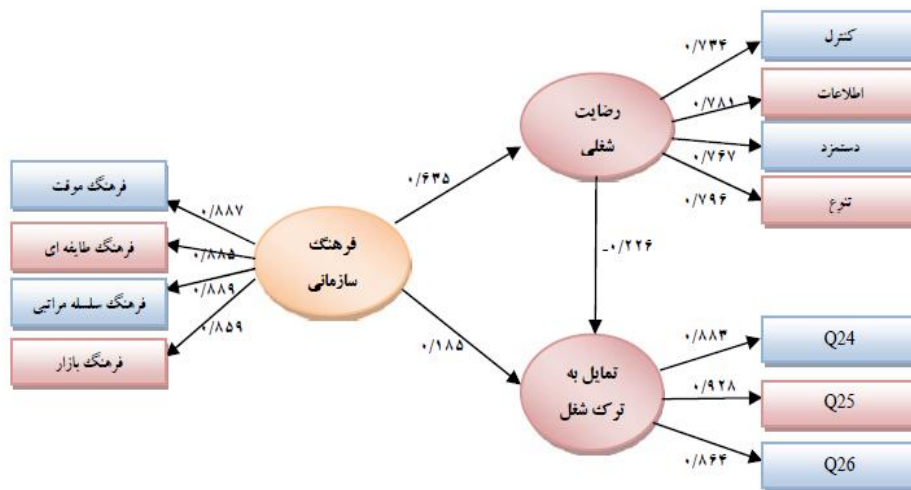 ۰/۷۳۴
کنترل
رضایت
شغلی
۰/۷۸۱
اطلاعات
۰/۷۶۷
دستمزد
۰/۷۹۶
تنوع
۰/۶۳۵
فرهنگ موقت
۰/۸۸۷
فرهنگ طایفه ای
۰/۸۸۵
فرهنگ
سازمانی
فرهنگ سلسله مراتبی
۰/۸۸۹
فرهنگ بازار
۰/۸۵۹
-۰/۲۲۶
۰/۱۸۵
تمایل به
ترک شغل
۰/۸۸۳
Q24
۰/۹۲۸
Q25
۰/۸۶۴
Q26